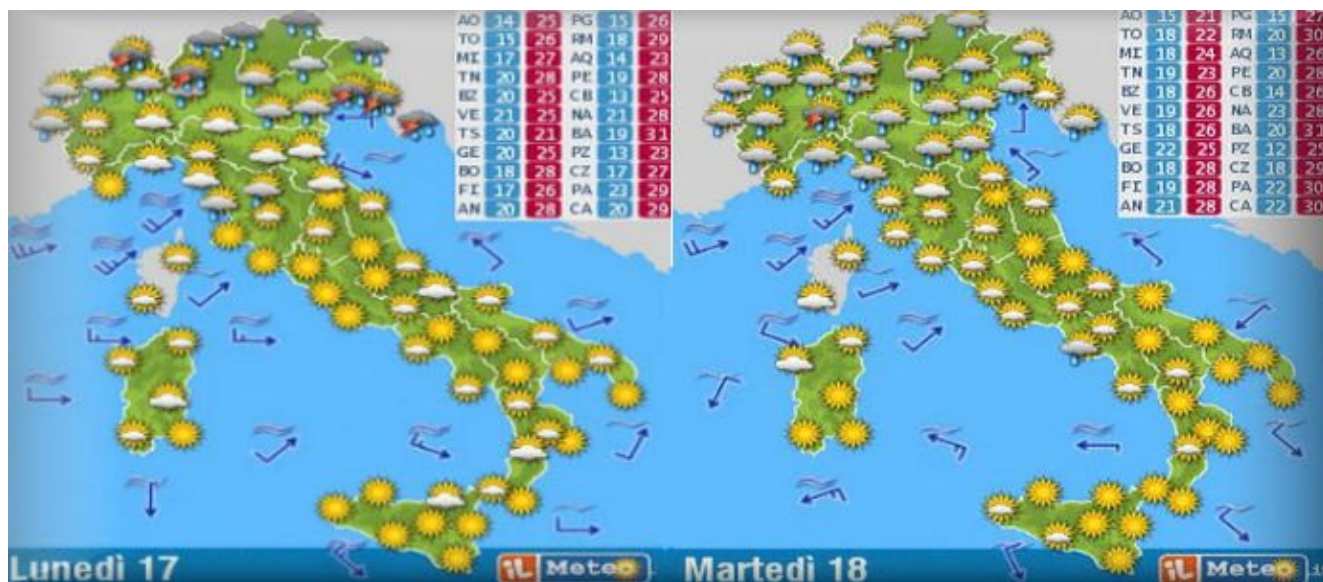 AO 14 25 PG 15 26
TO 15 26 RM 18 29
MI 17 27 AQ 14 23
TN 20 28 PE 19 28
BZ 20 25 CB 13 25
VE 21 25 NA 21 28
TS 20 21 BA 19 31
GE 20 25 PZ 13 23
BO 18 28 CZ 17 27
FI 17 26 PA 23 29
AN 20 28 CA 20 29
Lunedì 17
iL Meteo
AO 15 21 PG 15 27
TO 18 22 RM 20 30
MI 18 24 AQ 13 26
TN 19 23 PE 20 28
BZ 18 26 CB 14 26
VE 19 26 NA 23 28
TS 18 26 BA 20 31
GE 22 25 PZ 12 25
BO 18 28 CZ 18 29
FI 19 28 PA 22 30
AN 21 28 CA 22 30
Martedì 18
iL Meteo